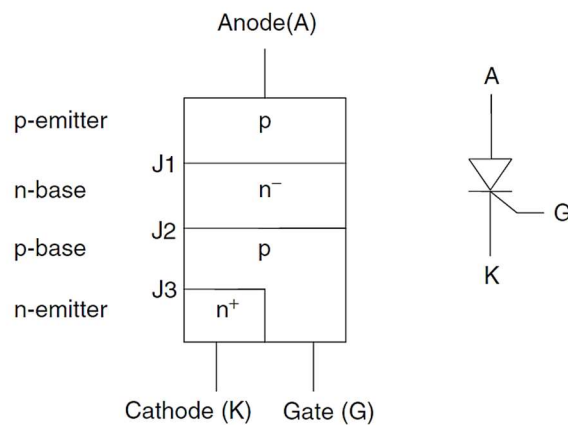 Anode(A)
p-emitter
p
J1
n-base
n⁻
J2
p-base
p
J3
n-emitter
n⁺
Cathode (K)
Gate (G)
A
G
K